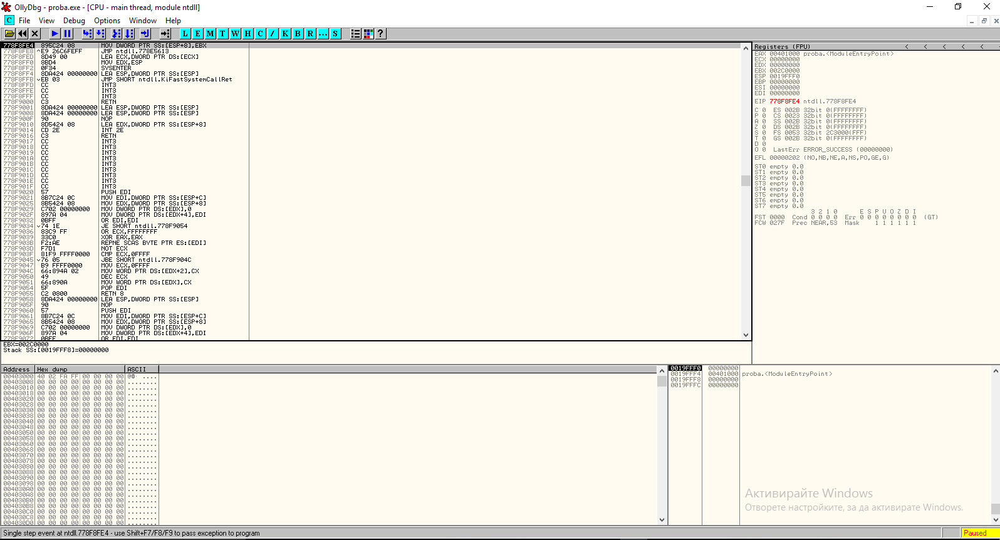 OllyDbg - proba.exe - [CPU - main thread, module ntdll]
C File View Debug Options Window Help
L E M T W H C / K B R ... S ?
778F8FE4 895C24 08 MOV DWORD PTR SS:[ESP+8],EBX
778F8FE8 ^E9 26C6FEFF JMP ntdll.778E5613
778F8FED 8D49 00 LEA ECX,DWORD PTR DS:[ECX]
778F8FF0 8BD4 MOV EDX,ESP
778F8FF2 0F34 SYSENTER
778F8FF4 8DA424 00000000 LEA ESP,DWORD PTR SS:[ESP]
778F8FFB EB 03 JMP SHORT ntdll.KiFastSystemCallRet
778F8FFD CC INT3
778F8FFE CC INT3
778F8FFF CC INT3
778F9000 C3 RETN
778F9001 8DA424 00000000 LEA ESP,DWORD PTR SS:[ESP]
778F9008 8DA424 00000000 LEA ESP,DWORD PTR SS:[ESP]
778F900F 90 NOP
778F9010 8D5424 08 LEA EDX,DWORD PTR SS:[ESP+8]
778F9014 CD 2E INT 2E
778F9016 C3 RETN
778F9017 CC INT3
778F9018 CC INT3
778F9019 CC INT3
778F901A CC INT3
778F901B CC INT3
778F901C CC INT3
778F901D CC INT3
778F901E CC INT3
778F901F CC INT3
778F9020 57 PUSH EDI
778F9021 8B7C24 0C MOV EDI,DWORD PTR SS:[ESP+C]
778F9025 8B5424 08 MOV EDX,DWORD PTR SS:[ESP+8]
778F9029 C702 00000000 MOV DWORD PTR DS:[EDX],0
778F902F 897A 04 MOV DWORD PTR DS:[EDX+4],EDI
778F9032 0BFF OR EDI,EDI
778F9034 74 1E JE SHORT ntdll.778F9054
778F9036 83C9 FF OR ECX,FFFFFFFF
778F9039 33C0 XOR EAX,EAX
778F903B F2:AE REPNE SCAS BYTE PTR ES:[EDI]
778F903D F7D1 NOT ECX
778F903F 81F9 FFFF0000 CMP ECX,0FFFF
778F9045 76 05 JBE SHORT ntdll.778F904C
778F9047 B9 FFFF0000 MOV ECX,0FFFF
778F904C 66:894A 02 MOV WORD PTR DS:[EDX+2],CX
778F9050 49 DEC ECX
778F9051 66:890A MOV WORD PTR DS:[EDX],CX
778F9054 5F POP EDI
778F9055 C2 0800 RETN 8
778F9058 8DA424 00000000 LEA ESP,DWORD PTR SS:[ESP]
778F905F 90 NOP
778F9060 57 PUSH EDI
778F9061 8B7C24 0C MOV EDI,DWORD PTR SS:[ESP+C]
778F9065 8B5424 08 MOV EDX,DWORD PTR SS:[ESP+8]
778F9069 C702 00000000 MOV DWORD PTR DS:[EDX],0
778F906F 897A 04 MOV DWORD PTR DS:[EDX+4],EDI
778F9072 0BFF OR EDI,EDI
EBX=002C0000
Stack SS:[0019FFF8]=00000000
Registers (FPU) < < < < < <
EAX 00401000 proba.<ModuleEntryPoint>
ECX 00000000
EDX 00000000
EBX 002C0000
ESP 0019FFF0
EBP 00000000
ESI 00000000
EDI 00000000
EIP 778F8FE4 ntdll.778F8FE4
C 0 ES 002B 32bit 0(FFFFFFFF)
P 0 CS 0023 32bit 0(FFFFFFFF)
A 0 SS 002B 32bit 0(FFFFFFFF)
Z 0 DS 002B 32bit 0(FFFFFFFF)
S 0 FS 0053 32bit 2C3000(FFF)
T 0 GS 002B 32bit 0(FFFFFFFF)
D 0
O 0 LastErr ERROR_SUCCESS (00000000)
EFL 00000202 (NO,NB,NE,A,NS,PO,GE,G)
ST0 empty 0.0
ST1 empty 0.0
ST2 empty 0.0
ST3 empty 0.0
ST4 empty 0.0
ST5 empty 0.0
ST6 empty 0.0
ST7 empty 0.0
3 2 1 0 E S P U O Z D I
FST 0000 Cond 0 0 0 0 Err 0 0 0 0 0 0 0 0 (GT)
FCW 027F Prec NEAR,53 Mask 1 1 1 1 1 1
Address Hex dump ASCII
00403000 40 02 FA FF 00 00 00 00 ....
00403008 00 00 00 00 00 00 00 00 ........
00403010 00 00 00 00 00 00 00 00 ........
00403018 00 00 00 00 00 00 00 00 ........
00403020 00 00 00 00 00 00 00 00 ........
00403028 00 00 00 00 00 00 00 00 ........
00403030 00 00 00 00 00 00 00 00 ........
00403038 00 00 00 00 00 00 00 00 ........
00403040 00 00 00 00 00 00 00 00 ........
00403048 00 00 00 00 00 00 00 00 ........
00403050 00 00 00 00 00 00 00 00 ........
00403058 00 00 00 00 00 00 00 00 ........
00403060 00 00 00 00 00 00 00 00 ........
00403068 00 00 00 00 00 00 00 00 ........
00403070 00 00 00 00 00 00 00 00 ........
00403078 00 00 00 00 00 00 00 00 ........
00403080 00 00 00 00 00 00 00 00 ........
00403088 00 00 00 00 00 00 00 00 ........
00403090 00 00 00 00 00 00 00 00 ........
00403098 00 00 00 00 00 00 00 00 ........
004030A0 00 00 00 00 00 00 00 00 ........
004030A8 00 00 00 00 00 00 00 00 ........
004030B0 00 00 00 00 00 00 00 00 ........
004030B8 00 00 00 00 00 00 00 00 ........
004030C0 00 00 00 00 00 00 00 00 ........
004030C8 00 00 00 00 00 00 00 00 ........
004030D0 00 00 00 00 00 00 00 00 ........
0019FFF0 00000000
0019FFF4 00401000 proba.<ModuleEntryPoint>
0019FFF8 00000000
0019FFFC 00000000
Активирайте Windows
Отворете настройките, за да активирате Windows.
Single step event at ntdll.778F8FE4 - use Shift+F7/F8/F9 to pass exception to program
Paused